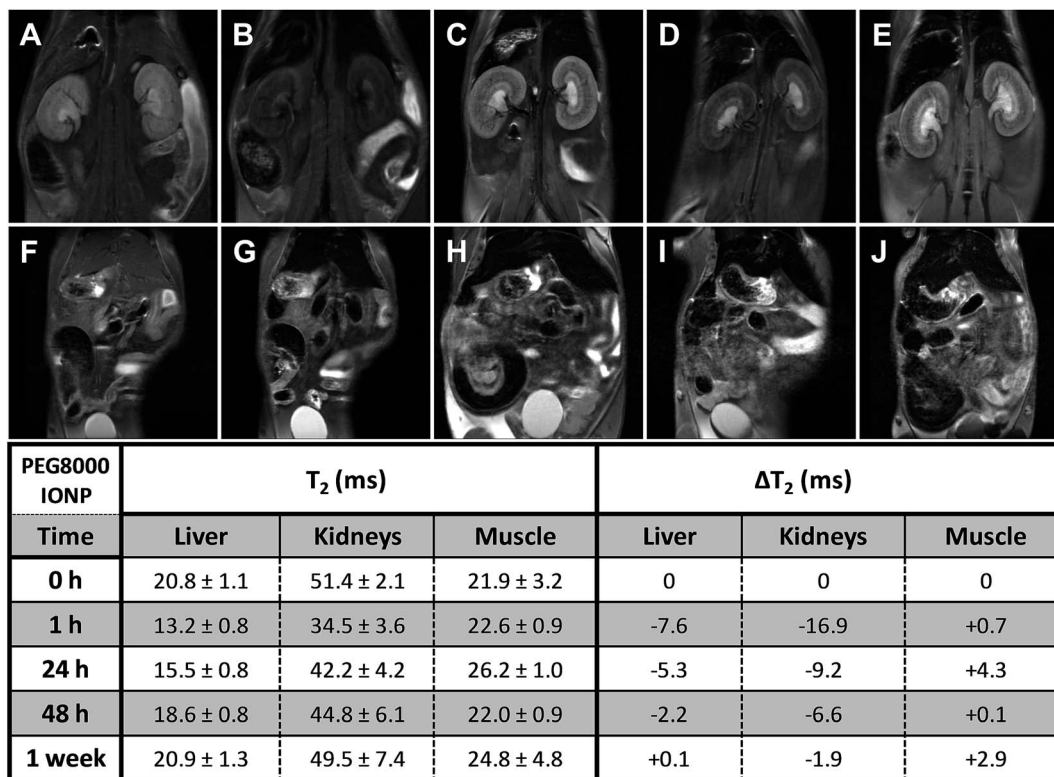 A B C D E
F G H I J
PEG8000 IONP T₂ (ms) ΔT₂ (ms)
Time Liver Kidneys Muscle Liver Kidneys Muscle
0 h 20.8 ± 1.1 51.4 ± 2.1 21.9 ± 3.2 0 0 0
1 h 13.2 ± 0.8 34.5 ± 3.6 22.6 ± 0.9 -7.6 -16.9 +0.7
24 h 15.5 ± 0.8 42.2 ± 4.2 26.2 ± 1.0 -5.3 -9.2 +4.3
48 h 18.6 ± 0.8 44.8 ± 6.1 22.0 ± 0.9 -2.2 -6.6 +0.1
1 week 20.9 ± 1.3 49.5 ± 7.4 24.8 ± 4.8 +0.1 -1.9 +2.9